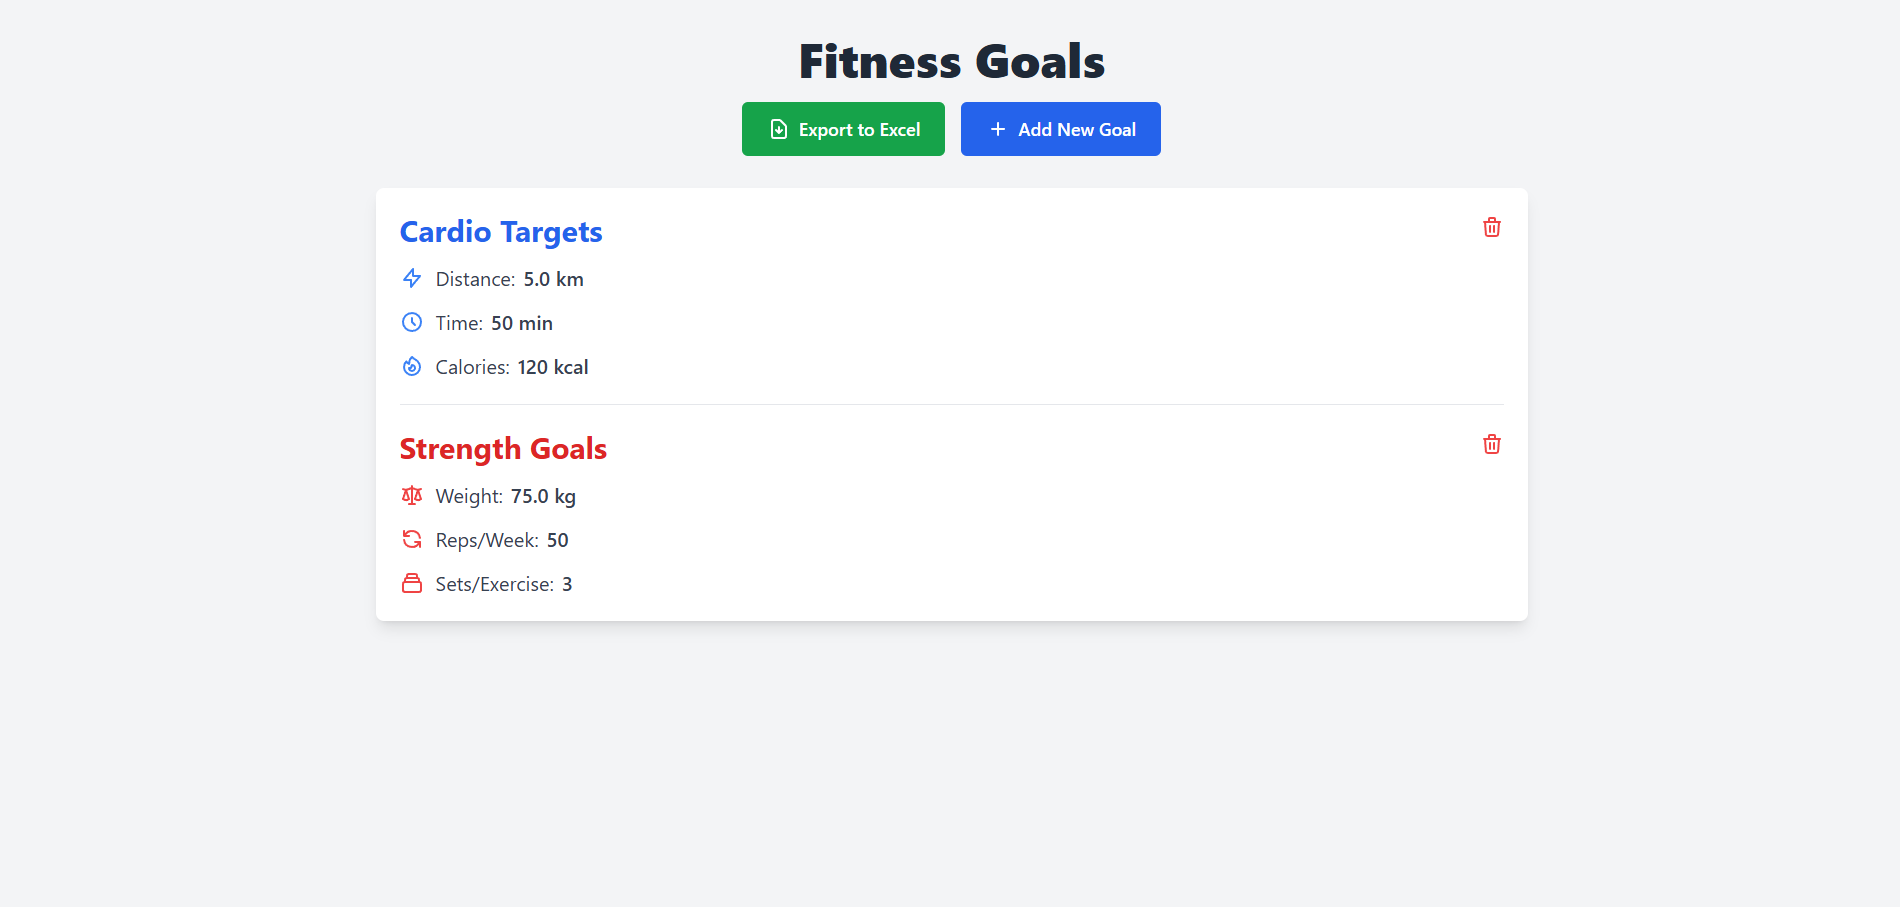 Fitness Goals
Export to Excel
Add New Goal
Cardio Targets
Distance: 5.0 km
Time: 50 min
Calories: 120 kcal
Strength Goals
Weight: 75.0 kg
Reps/Week: 50
Sets/Exercise: 3